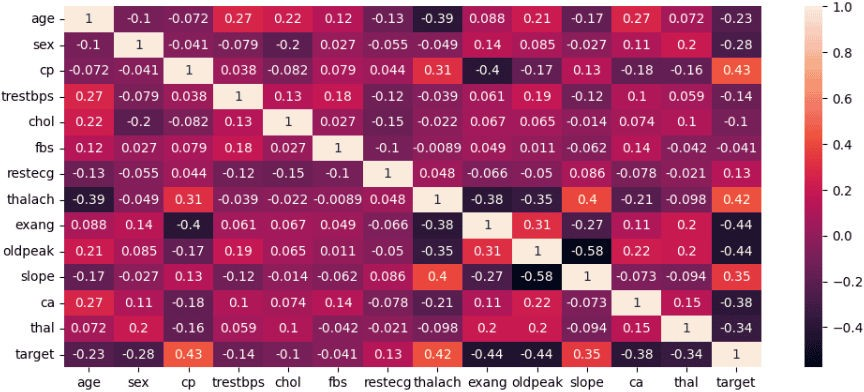 age 1 -0.1 -0.072 0.27 0.22 0.12 -0.13 -0.39 0.088 0.21 -0.17 0.27 0.072 -0.23
sex -0.1 1 -0.041 -0.079 -0.2 0.027 -0.055 -0.049 0.14 0.085 -0.027 0.11 0.2 -0.28
cp -0.072 -0.041 1 0.038 -0.082 0.079 0.044 0.31 -0.4 -0.17 0.13 -0.18 -0.16 0.43
trestbps 0.27 -0.079 0.038 1 0.13 0.18 -0.12 -0.039 0.061 0.19 -0.12 0.1 0.059 -0.14
chol 0.22 -0.2 -0.082 0.13 1 0.027 -0.15 -0.022 0.067 0.065 -0.014 0.074 0.1 -0.1
fbs 0.12 0.027 0.079 0.18 0.027 1 -0.1 -0.0089 0.049 0.011 -0.062 0.14 -0.042 -0.041
restecg -0.13 -0.055 0.044 -0.12 -0.15 -0.1 1 0.048 -0.066 -0.05 0.086 -0.078 -0.021 0.13
thalach -0.39 -0.049 0.31 -0.039 -0.022 -0.0089 0.048 1 -0.38 -0.35 0.4 -0.21 -0.098 0.42
exang 0.088 0.14 -0.4 0.061 0.067 0.049 -0.066 -0.38 1 0.31 -0.27 0.11 0.2 -0.44
oldpeak 0.21 0.085 -0.17 0.19 0.065 0.011 -0.05 -0.35 0.31 1 -0.58 0.22 0.2 -0.44
slope -0.17 -0.027 0.13 -0.12 -0.014 -0.062 0.086 0.4 -0.27 -0.58 1 -0.073 -0.094 0.35
ca 0.27 0.11 -0.18 0.1 0.074 0.14 -0.078 -0.21 0.11 0.22 -0.073 1 0.15 -0.38
thal 0.072 0.2 -0.16 0.059 0.1 -0.042 -0.021 -0.098 0.2 0.2 -0.094 0.15 1 -0.34
target -0.23 -0.28 0.43 -0.14 -0.1 -0.041 0.13 0.42 -0.44 -0.44 0.35 -0.38 -0.34 1
age sex cp trestbps chol fbs restecg thalach exang oldpeak slope ca thal target
1.0
0.8
0.6
0.4
0.2
0.0
-0.2
-0.4